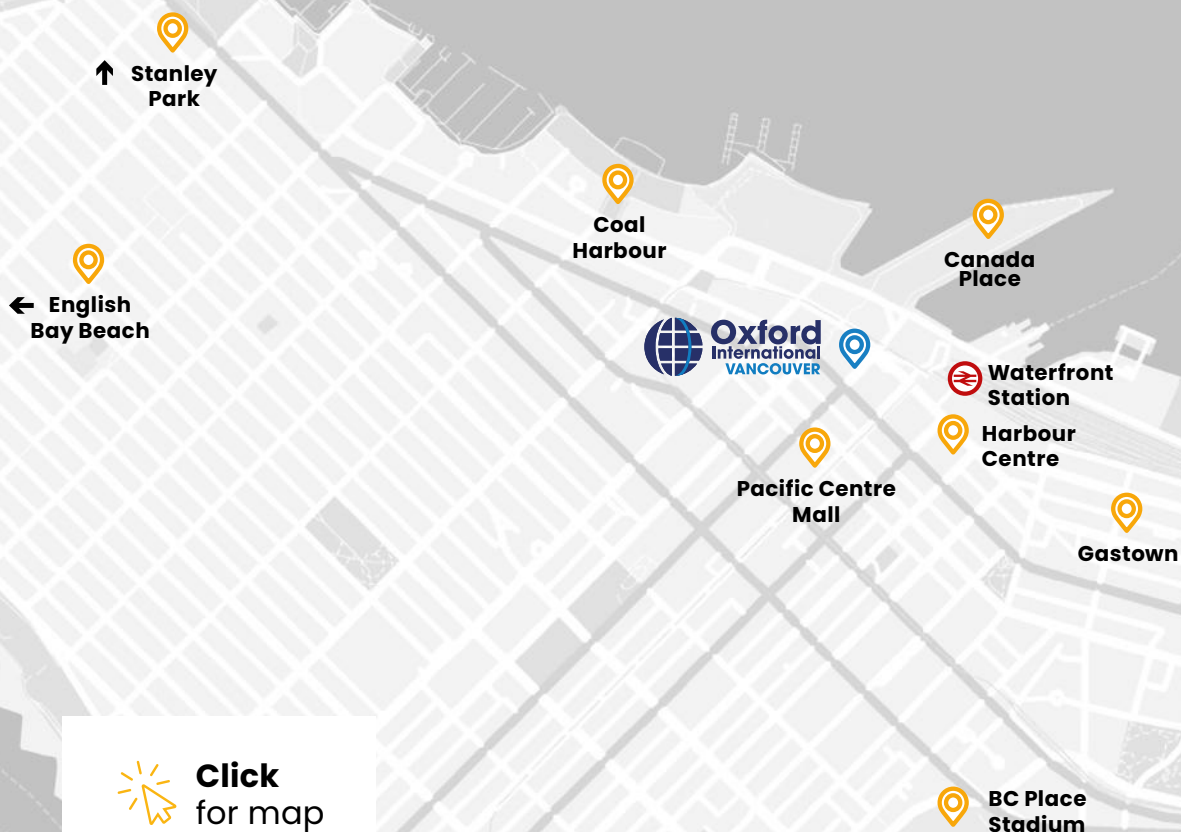 Stanley
Park
Coal
Harbour
Canada
Place
English
Bay Beach
Oxford
International
VANCOUVER
Waterfront
Station
Harbour
Centre
Pacific Centre
Mall
Gastown
Click
for map
BC Place
Stadium